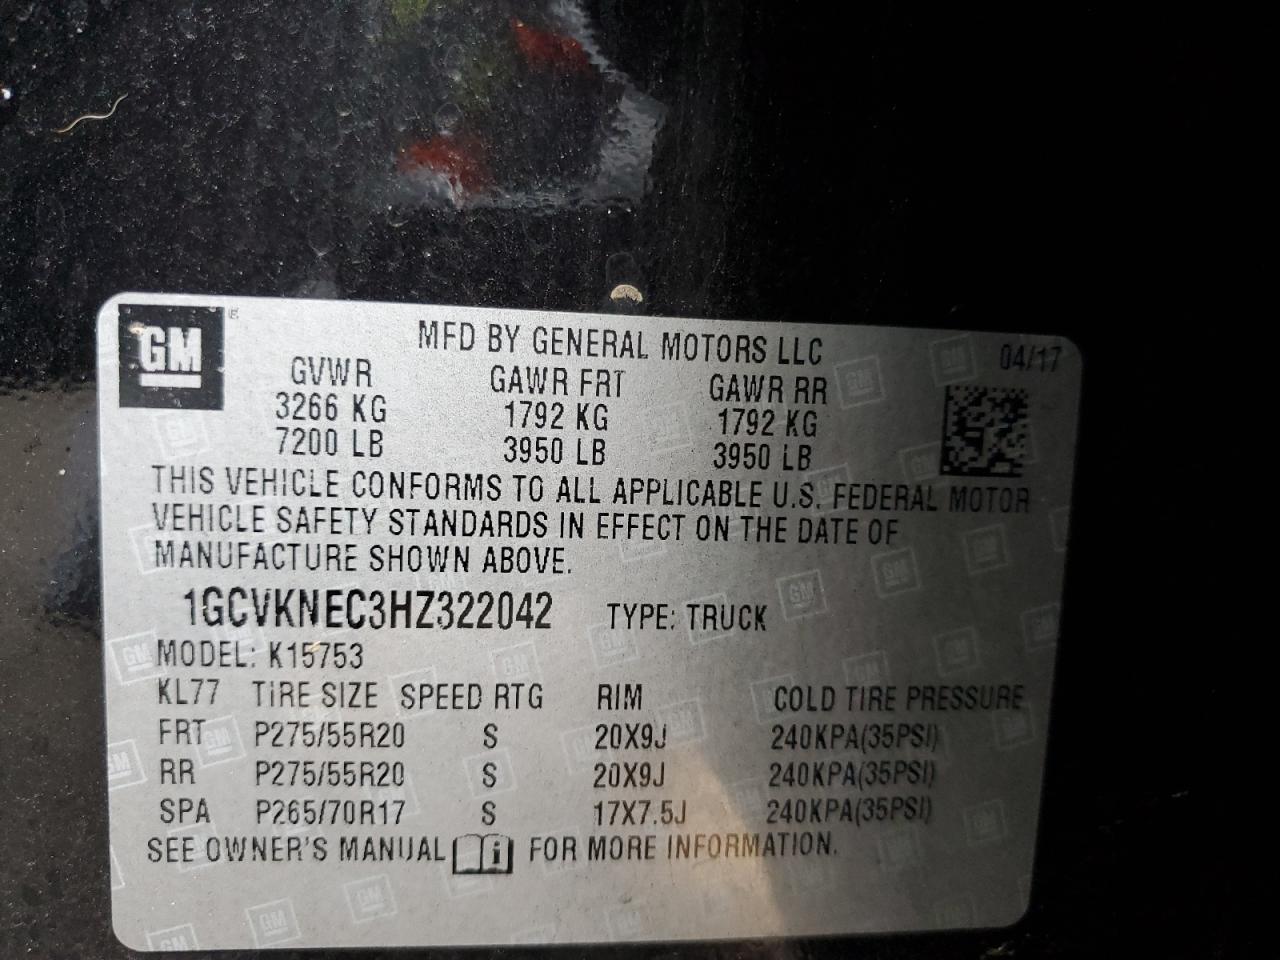 GM
MFD BY GENERAL MOTORS LLC
04/17
GVWR GAWR FRT GAWR RR
3266 KG 1792 KG 1792 KG
7200 LB 3950 LB 3950 LB
THIS VEHICLE CONFORMS TO ALL APPLICABLE U.S. FEDERAL MOTOR
VEHICLE SAFETY STANDARDS IN EFFECT ON THE DATE OF
MANUFACTURE SHOWN ABOVE.
1GCVKNEC3HZ322042 TYPE: TRUCK
MODEL: K15753
KL77 TIRE SIZE SPEED RTG RIM COLD TIRE PRESSURE
FRT P275/55R20 S 20X9J 240KPA(35PSI)
RR P275/55R20 S 20X9J 240KPA(35PSI)
SPA P265/70R17 S 17X7.5J 240KPA(35PSI)
SEE OWNER'S MANUAL i FOR MORE INFORMATION.